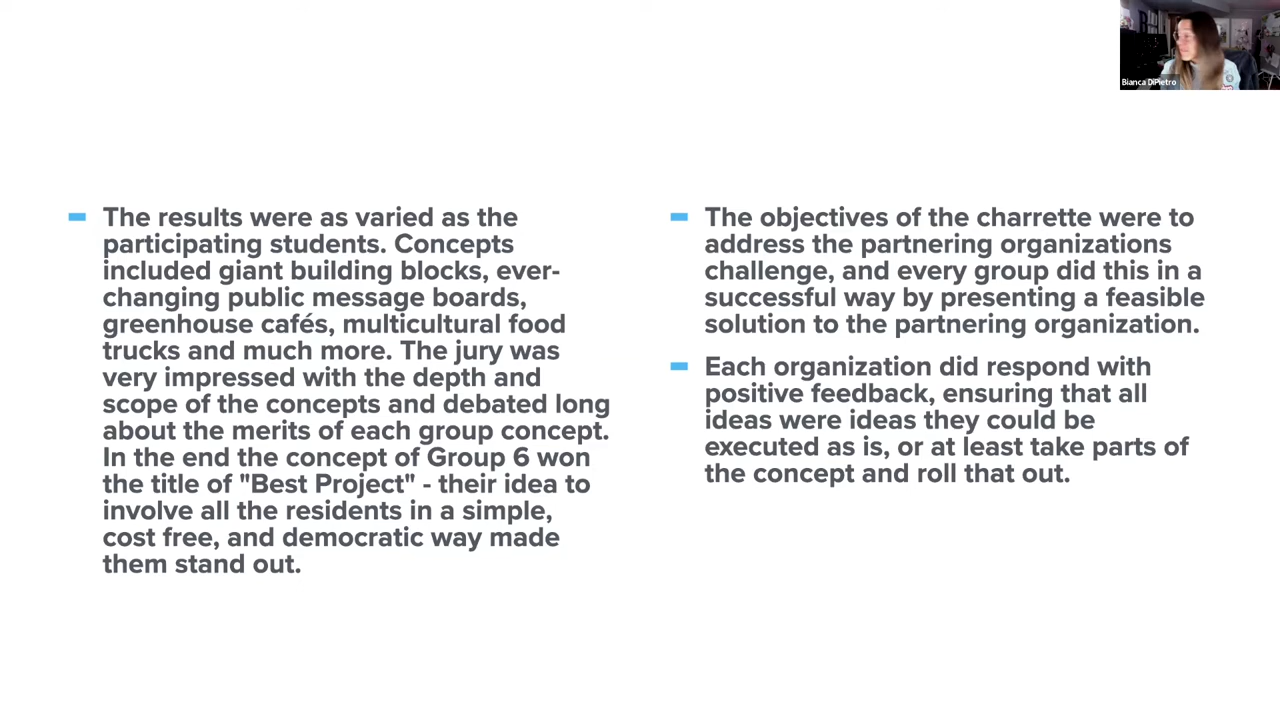 Bianca DiPietro
The results were as varied as the
participating students. Concepts
included giant building blocks, ever-
changing public message boards,
greenhouse cafés, multicultural food
trucks and much more. The jury was
very impressed with the depth and
scope of the concepts and debated long
about the merits of each group concept.
In the end the concept of Group 6 won
the title of "Best Project" - their idea to
involve all the residents in a simple,
cost free, and democratic way made
them stand out.
The objectives of the charrette were to
address the partnering organizations
challenge, and every group did this in a
successful way by presenting a feasible
solution to the partnering organization.
Each organization did respond with
positive feedback, ensuring that all
ideas were ideas they could be
executed as is, or at least take parts of
the concept and roll that out.